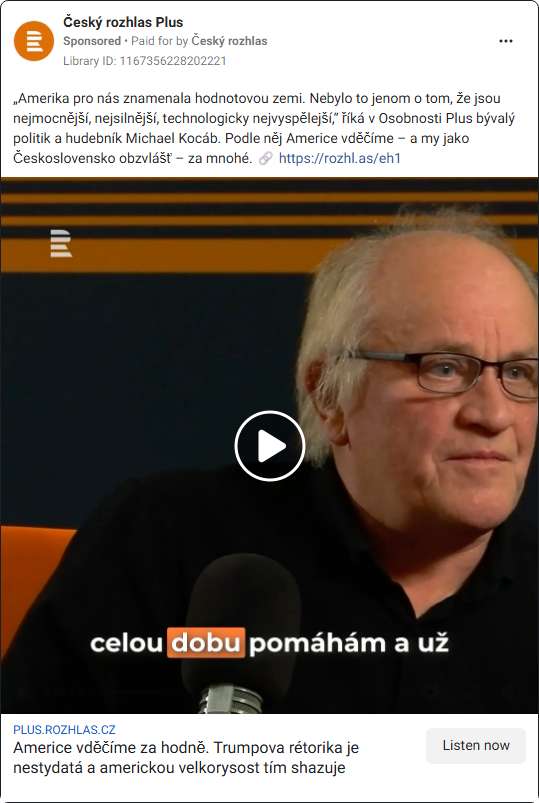 Český rozhlas Plus
Sponsored • Paid for by Český rozhlas
Library ID: 1167356228202221
„Amerika pro nás znamenala hodnotovou zemi. Nebylo to jenom o tom, že jsou
nejmocnější, nejsilnější, technologicky nejvyspělejší,“ říká v Osobnosti Plus bývalý
politik a hudebník Michael Kocáb. Podle něj Americe vděčíme – a my jako
Československo obzvlášť – za mnohé. 🔗 https://rozhl.as/eh1
celou dobu pomáhám a už
PLUS.ROZHLAS.CZ
Americe vděčíme za hodně. Trumpova rétorika je
nestydatá a americkou velkorysost tím shazuje
Listen now